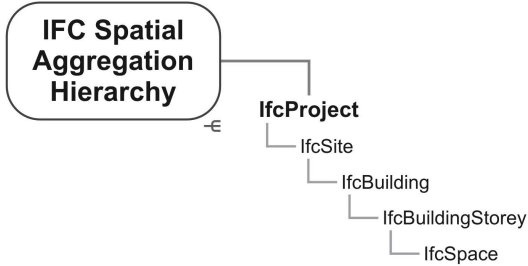 IFC Spatial
Aggregation
Hierarchy
IfcProject
IfcSite
IfcBuilding
IfcBuildingStorey
IfcSpace